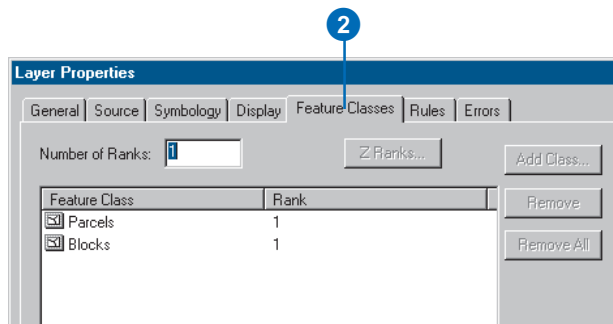 2
Layer Properties
General Source Symbology Display Feature Classes Rules Errors
Number of Ranks: 1 Z Ranks... Add Class...
Feature Class Rank Remove
Parcels 1
Blocks 1 Remove All